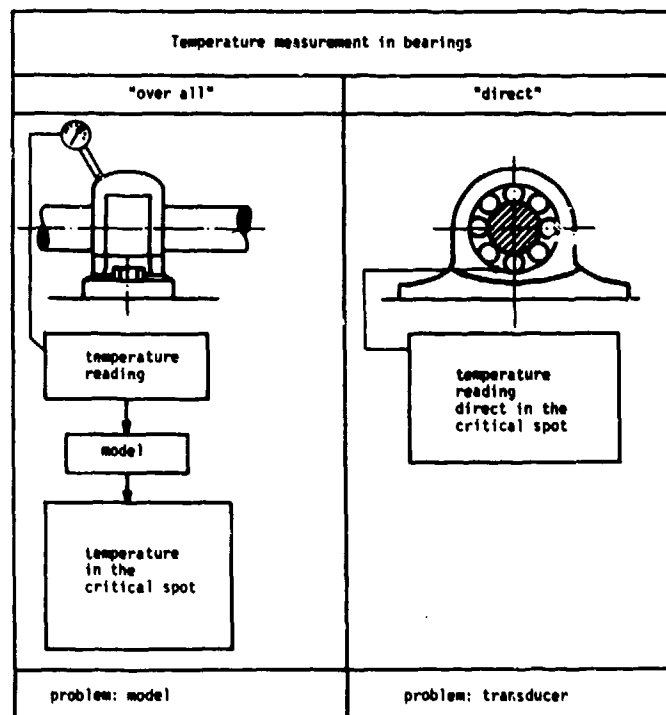 Temperature measurement in bearings
"over all"
"direct"
temperature
reading
model
temperature
in the
critical spot
temperature
reading
direct in the
critical spot
problem: model
problem: transducer